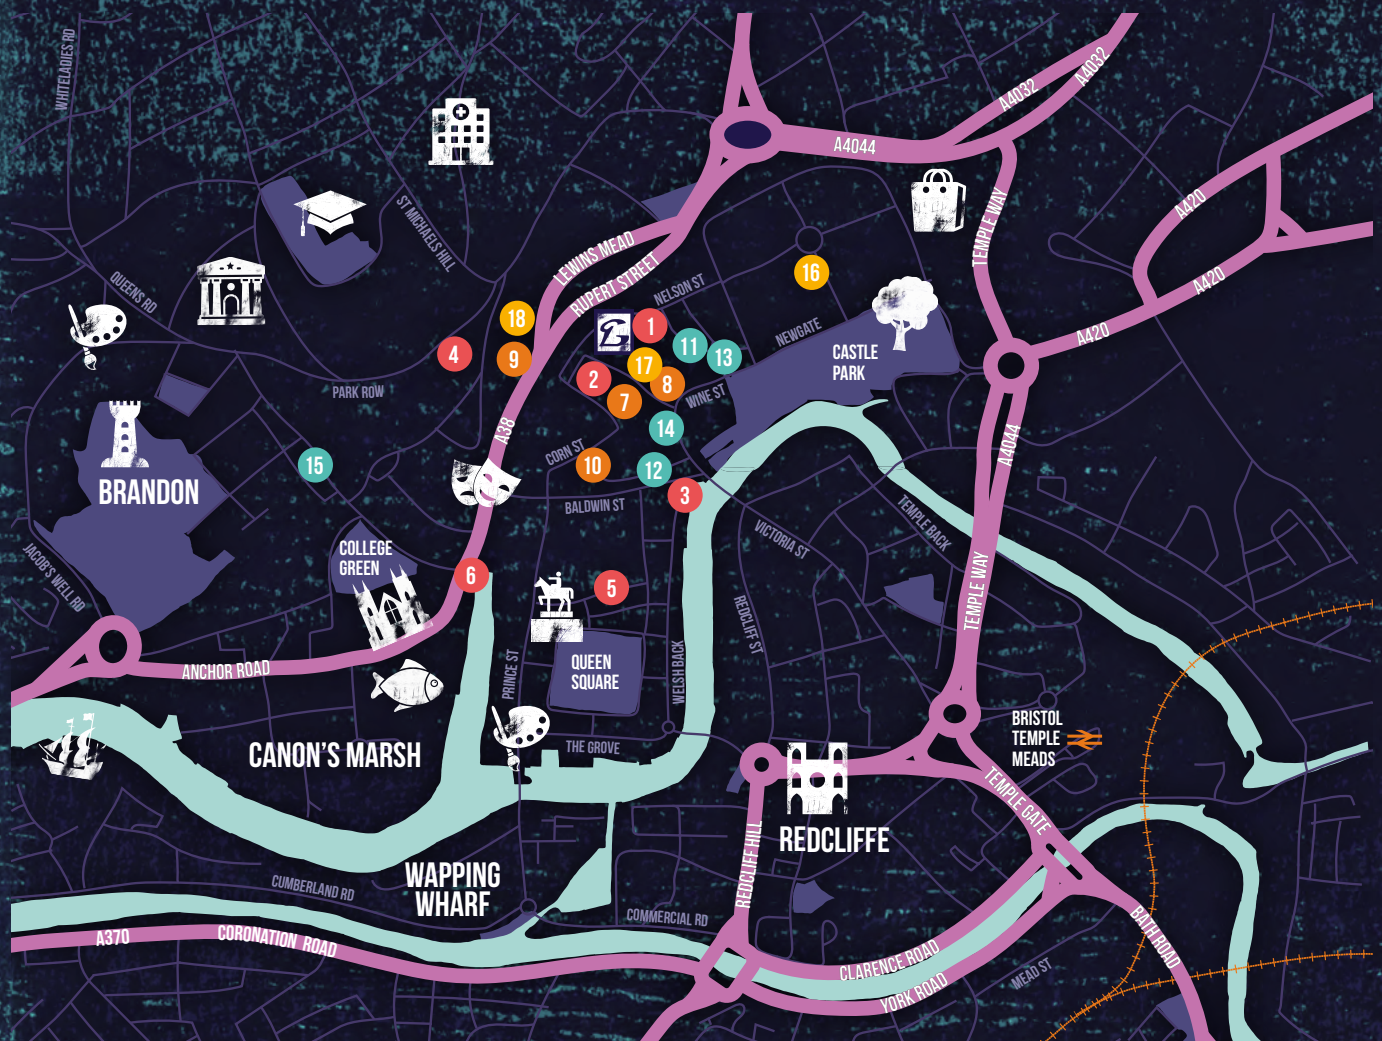 WHITELADIES RD
A4032
A4032
A4044
ST MICHAELS HILL
TEMPLE WAY
A420
QUEENS RD
LEWINS MEAD
RUPERT STREET
NELSON ST
16
A420
18
1
NEWGATE
A420
4
9
11
13
CASTLE
PARK
17
2
8
PARK ROW
7
WINE ST
A38
14
A4044
CORN ST
15
10
12
BRANDON
3
BALDWIN ST
TEMPLE BACK
VICTORIA ST
JACOB'S WELL RD
COLLEGE
GREEN
6
5
TEMPLE WAY
REDCLIFF ST
ANCHOR ROAD
PRINCE ST
QUEEN
SQUARE
WELSH BACK
BRISTOL
TEMPLE
MEADS
THE GROVE
CANON'S MARSH
TEMPLE GATE
REDCLIFFE
REDCLIFF HILL
WAPPING
WHARF
CUMBERLAND RD
COMMERCIAL RD
BATH ROAD
A370
CORONATION ROAD
CLARENCE ROAD
YORK ROAD
MEAD ST